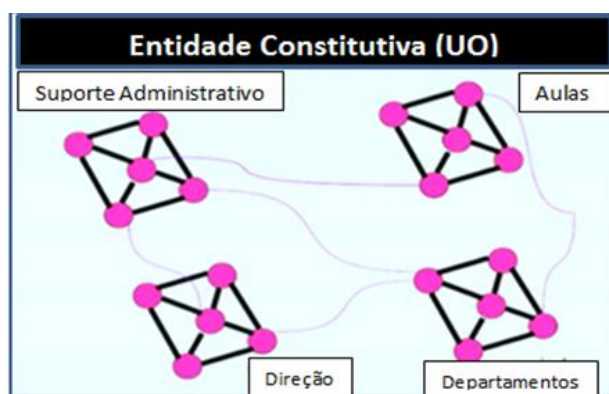 Entidade Constitutiva (UO)
Suporte Administrativo
Aulas
Direção
Departamentos